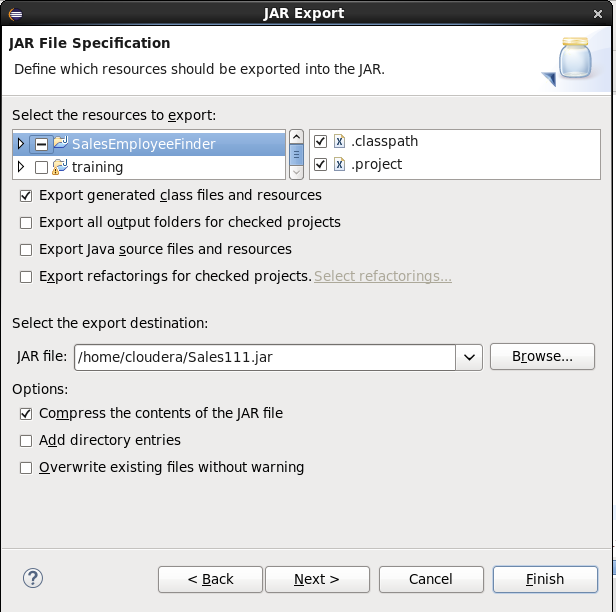 JAR Export
JAR File Specification
Define which resources should be exported into the JAR.
Select the resources to export:
SalesEmployeeFinder
training
.classpath
.project
Export generated class files and resources
Export all output folders for checked projects
Export Java source files and resources
Export refactorings for checked projects. Select refactorings...
Select the export destination:
JAR file: /home/cloudera/Sales111.jar Browse...
Options:
Compress the contents of the JAR file
Add directory entries
Overwrite existing files without warning
? < Back Next > Cancel Finish